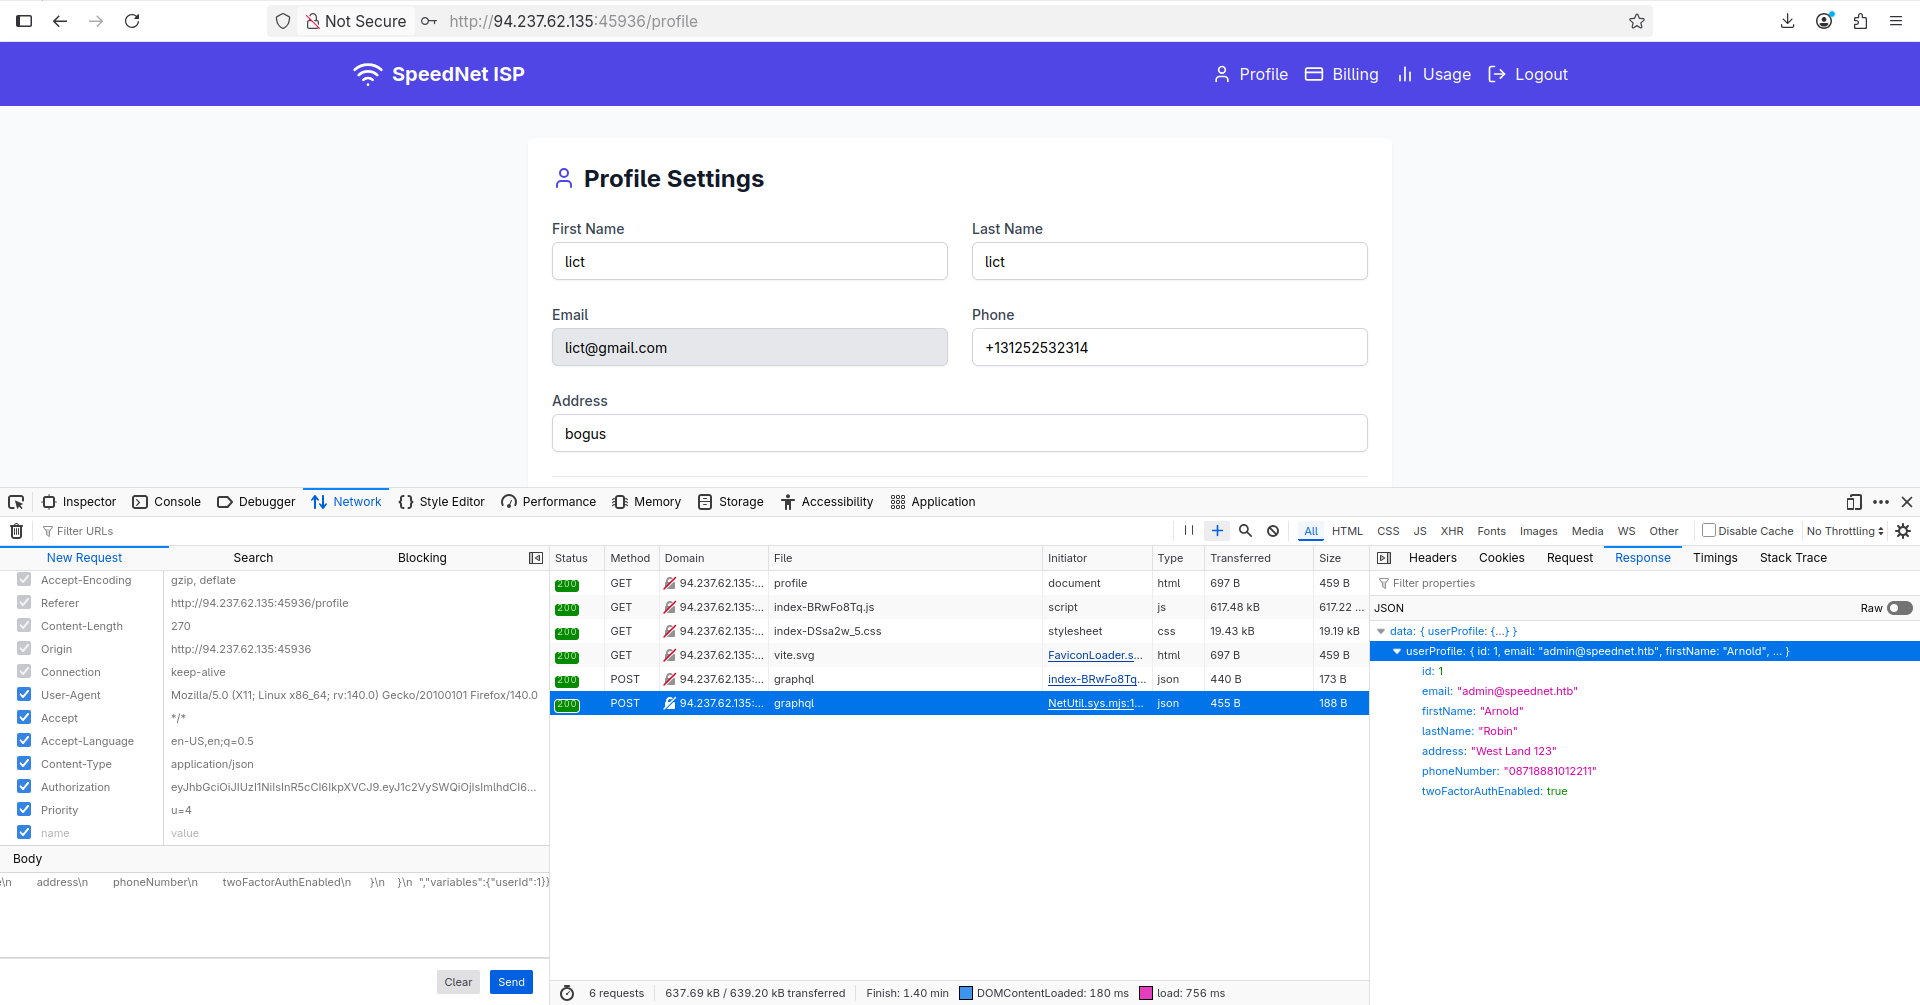 Not Secure http://94.237.62.135:45936/profile
SpeedNet ISP
Profile Billing Usage Logout
Profile Settings
First Name Last Name
lict lict
Email Phone
lict@gmail.com +131252532314
Address
bogus
Inspector Console Debugger Network Style Editor Performance Memory Storage Accessibility Application
Filter URLs
All HTML CSS JS XHR Fonts Images Media WS Other Disable Cache No Throttling
New Request Search Blocking
Accept-Encoding gzip, deflate
Referer http://94.237.62.135:45936/profile
Content-Length 270
Origin http://94.237.62.135:45936
Connection keep-alive
User-Agent Mozilla/5.0 (X11; Linux x86_64; rv:140.0) Gecko/20100101 Firefox/140.0
Accept */*
Accept-Language en-US,en;q=0.5
Content-Type application/json
Authorization
Priority u=4
name value
Body
\n address\n phoneNumber\n twoFactorAuthEnabled\n }\n }\n ","variables":{"userId":1}}
Clear Send
Status Method Domain File Initiator Type Transferred Size
200 GET 94.237.62.135:... profile document html 697 B 459 B
200 GET 94.237.62.135:... index-BRwFo8Tq.js script js 617.48 kB 617.22 ...
200 GET 94.237.62.135:... index-DSsa2w_5.css stylesheet css 19.43 kB 19.19 kB
200 GET 94.237.62.135:... vite.svg FaviconLoader.s... html 697 B 459 B
200 POST 94.237.62.135:... graphql index-BRwFo8Tq... json 440 B 173 B
200 POST 94.237.62.135:... graphql NetUtil.sys.mjs:1... json 455 B 188 B
6 requests 637.69 kB / 639.20 kB transferred Finish: 1.40 min DOMContentLoaded: 180 ms load: 756 ms
Headers Cookies Request Response Timings Stack Trace
Filter properties
JSON Raw
data: { userProfile: {...} }
userProfile: { id: 1, email: "admin@speednet.htb", firstName: "Arnold", ... }
id: 1
email: "admin@speednet.htb"
firstName: "Arnold"
lastName: "Robin"
address: "West Land 123"
phoneNumber: "08718881012211"
twoFactorAuthEnabled: true